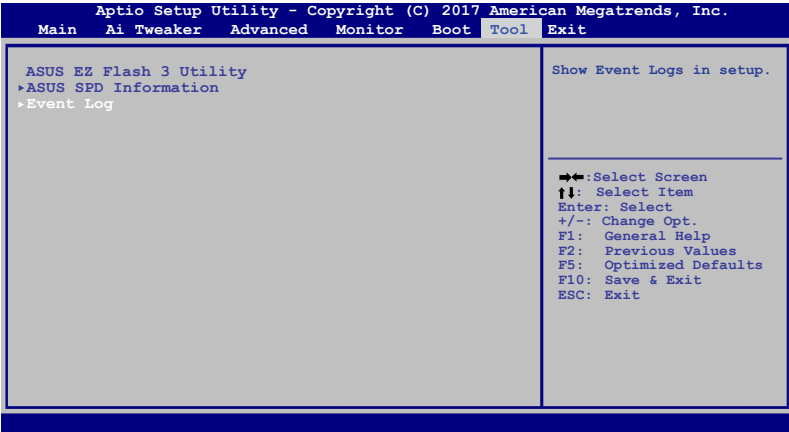 Aptio Setup Utility - Copyright (C) 2017 American Megatrends, Inc.
Main Ai Tweaker Advanced Monitor Boot Tool Exit
ASUS EZ Flash 3 Utility
▸ASUS SPD Information
▸Event Log
Show Event Logs in setup.
→←:Select Screen
↑↓: Select Item
Enter: Select
+/-: Change Opt.
F1: General Help
F2: Previous Values
F5: Optimized Defaults
F10: Save & Exit
ESC: Exit